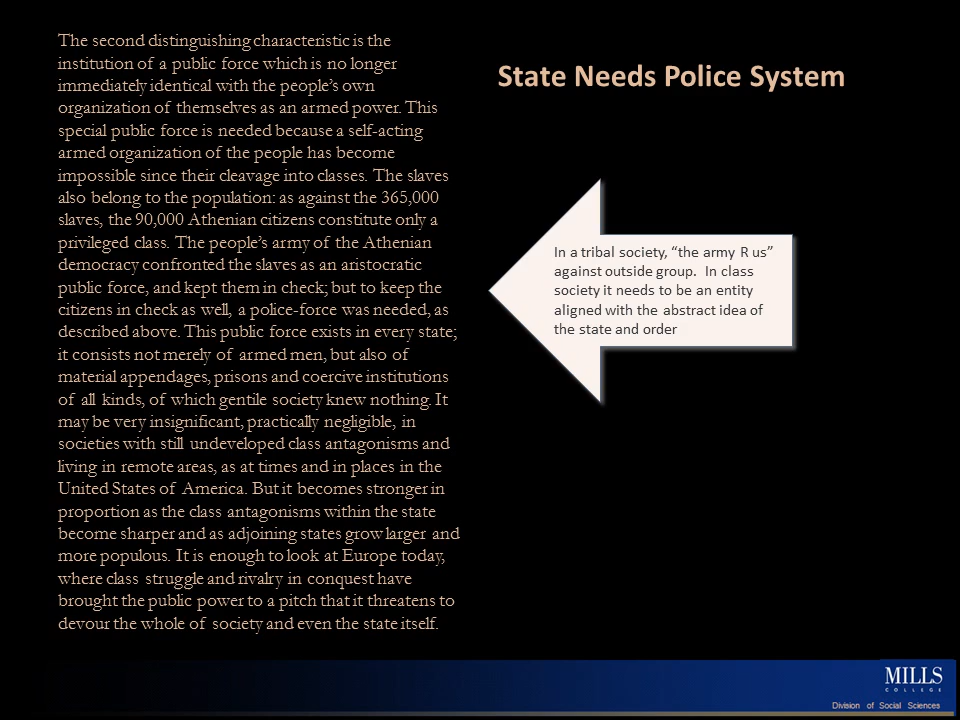 The second distinguishing characteristic is the
institution of a public force which is no longer
immediately identical with the people’s own
organization of themselves as an armed power. This
special public force is needed because a self-acting
armed organization of the people has become
impossible since their cleavage into classes. The slaves
also belong to the population: as against the 365,000
slaves, the 90,000 Athenian citizens constitute only a
privileged class. The people’s army of the Athenian
democracy confronted the slaves as an aristocratic
public force, and kept them in check; but to keep the
citizens in check as well, a police-force was needed, as
described above. This public force exists in every state;
it consists not merely of armed men, but also of
material appendages, prisons and coercive institutions
of all kinds, of which gentile society knew nothing. It
may be very insignificant, practically negligible, in
societies with still undeveloped class antagonisms and
living in remote areas, as at times and in places in the
United States of America. But it becomes stronger in
proportion as the class antagonisms within the state
become sharper and as adjoining states grow larger and
more populous. It is enough to look at Europe today,
where class struggle and rivalry in conquest have
brought the public power to a pitch that it threatens to
devour the whole of society and even the state itself.
State Needs Police System
In a tribal society, “the army R us”
against outside group. In class
society it needs to be an entity
aligned with the abstract idea of
the state and order
MILLS
COLLEGE
Division of Social Sciences